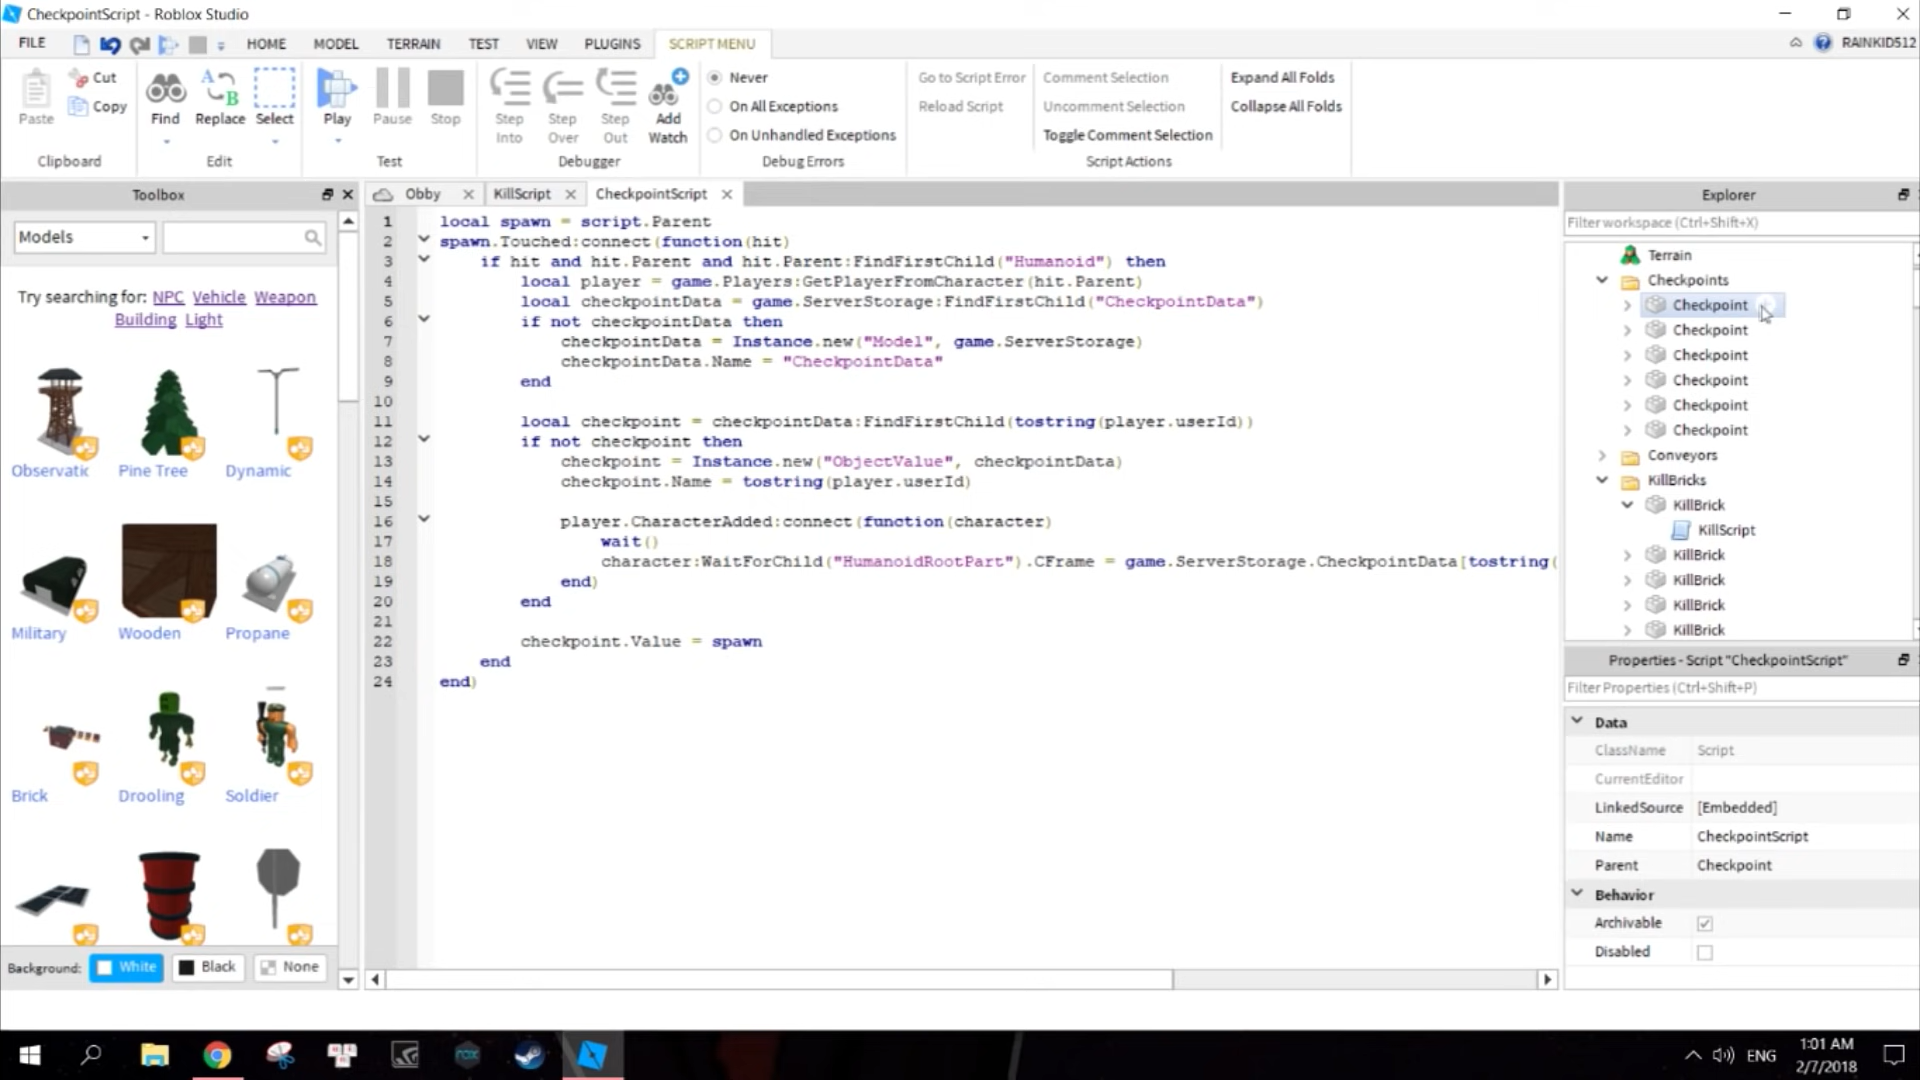 CheckpointScript - Roblox Studio
FILE
HOME
MODEL
TERRAIN
TEST
VIEW
PLUGINS
SCRIPT MENU
RAINKID512
Paste
Cut
Copy
Clipboard
Find
Replace
Select
Edit
Play
Pause
Stop
Test
Step Into
Step Over
Step Out
Add Watch
Debugger
Never
On All Exceptions
On Unhandled Exceptions
Debug Errors
Go to Script Error
Reload Script
Comment Selection
Uncomment Selection
Toggle Comment Selection
Script Actions
Expand All Folds
Collapse All Folds
Toolbox
Models
Try searching for: NPC Vehicle Weapon
Building Light
Observatic
Pine Tree
Dynamic
Military
Wooden
Propane
Brick
Drooling
Soldier
Background: White Black None
Obby
KillScript
CheckpointScript
1 local spawn = script.Parent
2 spawn.Touched:connect(function(hit)
3 if hit and hit.Parent and hit.Parent:FindFirstChild("Humanoid") then
4 local player = game.Players:GetPlayerFromCharacter(hit.Parent)
5 local checkpointData = game.ServerStorage:FindFirstChild("CheckpointData")
6 if not checkpointData then
7 checkpointData = Instance.new("Model", game.ServerStorage)
8 checkpointData.Name = "CheckpointData"
9 end
10
11 local checkpoint = checkpointData:FindFirstChild(tostring(player.userId))
12 if not checkpoint then
13 checkpoint = Instance.new("ObjectValue", checkpointData)
14 checkpoint.Name = tostring(player.userId)
15
16 player.CharacterAdded:connect(function(character)
17 wait()
18 character:WaitForChild("HumanoidRootPart").CFrame = game.ServerStorage.CheckpointData[tostring(
19 end)
20 end
21
22 checkpoint.Value = spawn
23 end
24 end)
Explorer
Filter workspace (Ctrl+Shift+X)
Terrain
Checkpoints
Checkpoint
Checkpoint
Checkpoint
Checkpoint
Checkpoint
Checkpoint
Conveyors
KillBricks
KillBrick
KillScript
KillBrick
KillBrick
KillBrick
KillBrick
Properties - Script "CheckpointScript"
Filter Properties (Ctrl+Shift+P)
Data
ClassName Script
CurrentEditor
LinkedSource [Embedded]
Name CheckpointScript
Parent Checkpoint
Behavior
Archivable
Disabled
ENG
1:01 AM
2/7/2018